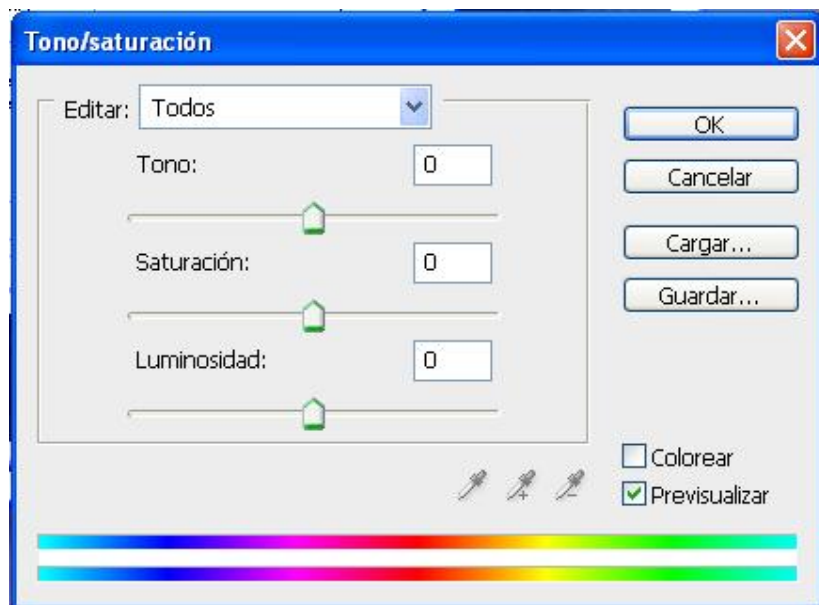 Tono/saturación
Editar: Todos
OK
Tono: 0
Cancelar
Saturación: 0
Cargar...
Guardar...
Luminosidad: 0
Colorear
Previsualizar